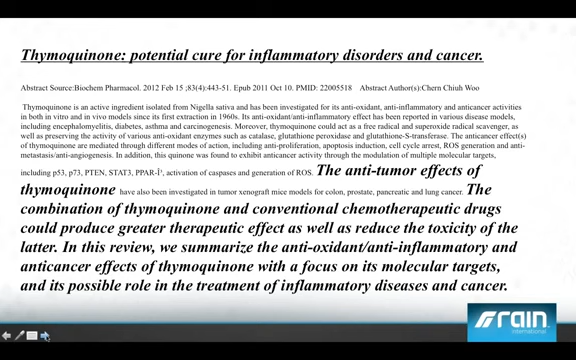 Thymoquinone: potential cure for inflammatory disorders and cancer.
Abstract Source:Biochem Pharmacol. 2012 Feb 15 ;83(4):443-51. Epub 2011 Oct 10. PMID: 22005518 Abstract Author(s):Chern Chiuh Woo
Thymoquinone is an active ingredient isolated from Nigella sativa and has been investigated for its anti-oxidant, anti-inflammatory and anticancer activities
in both in vitro and in vivo models since its first extraction in 1960s. Its anti-oxidant/anti-inflammatory effect has been reported in various disease models,
including encephalomyelitis, diabetes, asthma and carcinogenesis. Moreover, thymoquinone could act as a free radical and superoxide radical scavenger, as
well as preserving the activity of various anti-oxidant enzymes such as catalase, glutathione peroxidase and glutathione-S-transferase. The anticancer effect(s)
of thymoquinone are mediated through different modes of action, including anti-proliferation, apoptosis induction, cell cycle arrest, ROS generation and anti-
metastasis/anti-angiogenesis. In addition, this quinone was found to exhibit anticancer activity through the modulation of multiple molecular targets,
including p53, p73, PTEN, STAT3, PPAR-Î³, activation of caspases and generation of ROS. The anti-tumor effects of
thymoquinone have also been investigated in tumor xenograft mice models for colon, prostate, pancreatic and lung cancer. The
combination of thymoquinone and conventional chemotherapeutic drugs
could produce greater therapeutic effect as well as reduce the toxicity of the
latter. In this review, we summarize the anti-oxidant/anti-inflammatory and
anticancer effects of thymoquinone with a focus on its molecular targets,
and its possible role in the treatment of inflammatory diseases and cancer.
rain
international